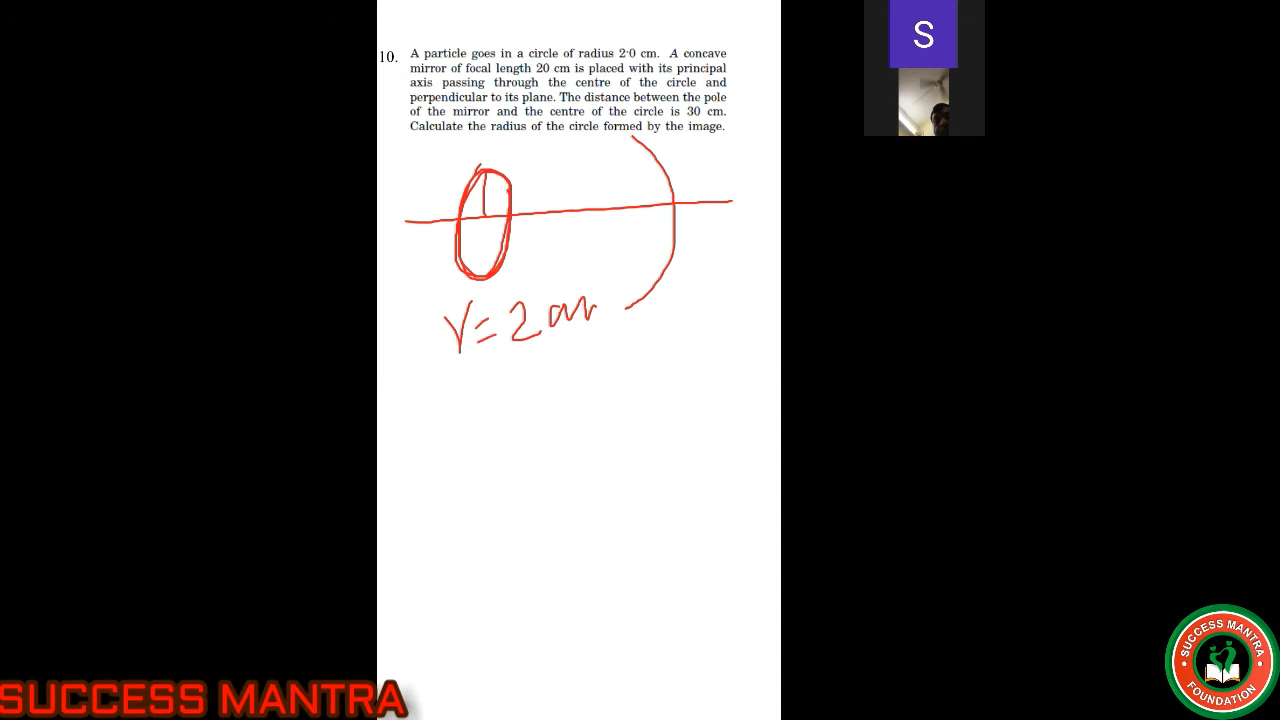 S
10. A particle goes in a circle of radius 2·0 cm. A concave
mirror of focal length 20 cm is placed with its principal
axis passing through the centre of the circle and
perpendicular to its plane. The distance between the pole
of the mirror and the centre of the circle is 30 cm.
Calculate the radius of the circle formed by the image.
r = 2 cm
SUCCESS MANTRA
SUCCESS MANTRA
FOUNDATION